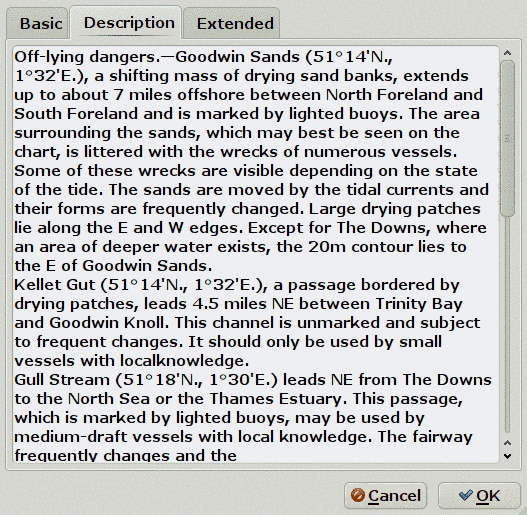 Basic Description Extended
Off-lying dangers.—Goodwin Sands (51°14'N.,
1°32'E.), a shifting mass of drying sand banks, extends
up to about 7 miles offshore between North Foreland and
South Foreland and is marked by lighted buoys. The area
surrounding the sands, which may best be seen on the
chart, is littered with the wrecks of numerous vessels.
Some of these wrecks are visible depending on the state
of the tide. The sands are moved by the tidal currents and
their forms are frequently changed. Large drying patches
lie along the E and W edges. Except for The Downs, where
an area of deeper water exists, the 20m contour lies to
the E of Goodwin Sands.
Kellet Gut (51°14'N., 1°32'E.), a passage bordered by
drying patches, leads 4.5 miles NE between Trinity Bay
and Goodwin Knoll. This channel is unmarked and subject
to frequent changes. It should only be used by small
vessels with localknowledge.
Gull Stream (51°18'N., 1°30'E.) leads NE from The Downs
to the North Sea or the Thames Estuary. This passage,
which is marked by lighted buoys, may be used by
medium-draft vessels with local knowledge. The fairway
frequently changes and the
Cancel OK